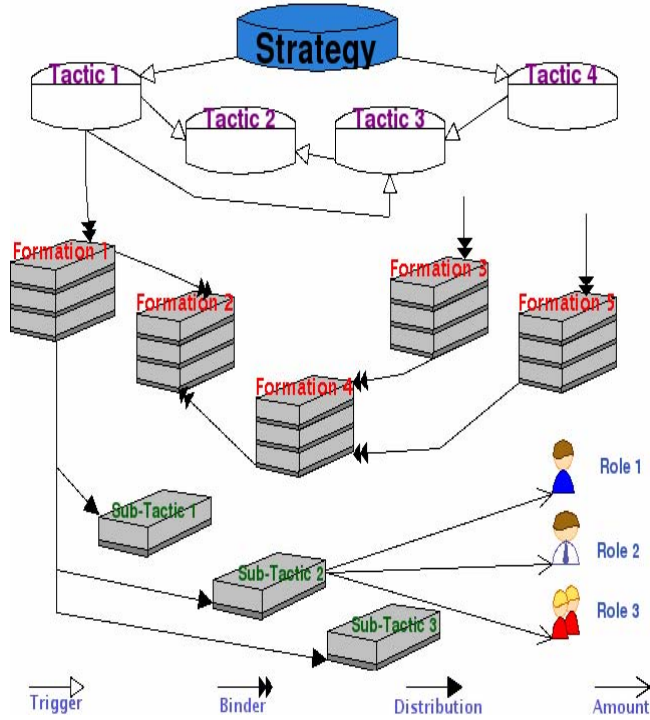 Strategy
Tactic 1
Tactic 4
Tactic 2
Tactic 3
Formation 1
Formation 3
Formation 2
Formation 5
Formation 4
Role 1
Sub-Tactic 1
Role 2
Sub-Tactic 2
Role 3
Sub-Tactic 3
Trigger
Binder
Distribution
Amount